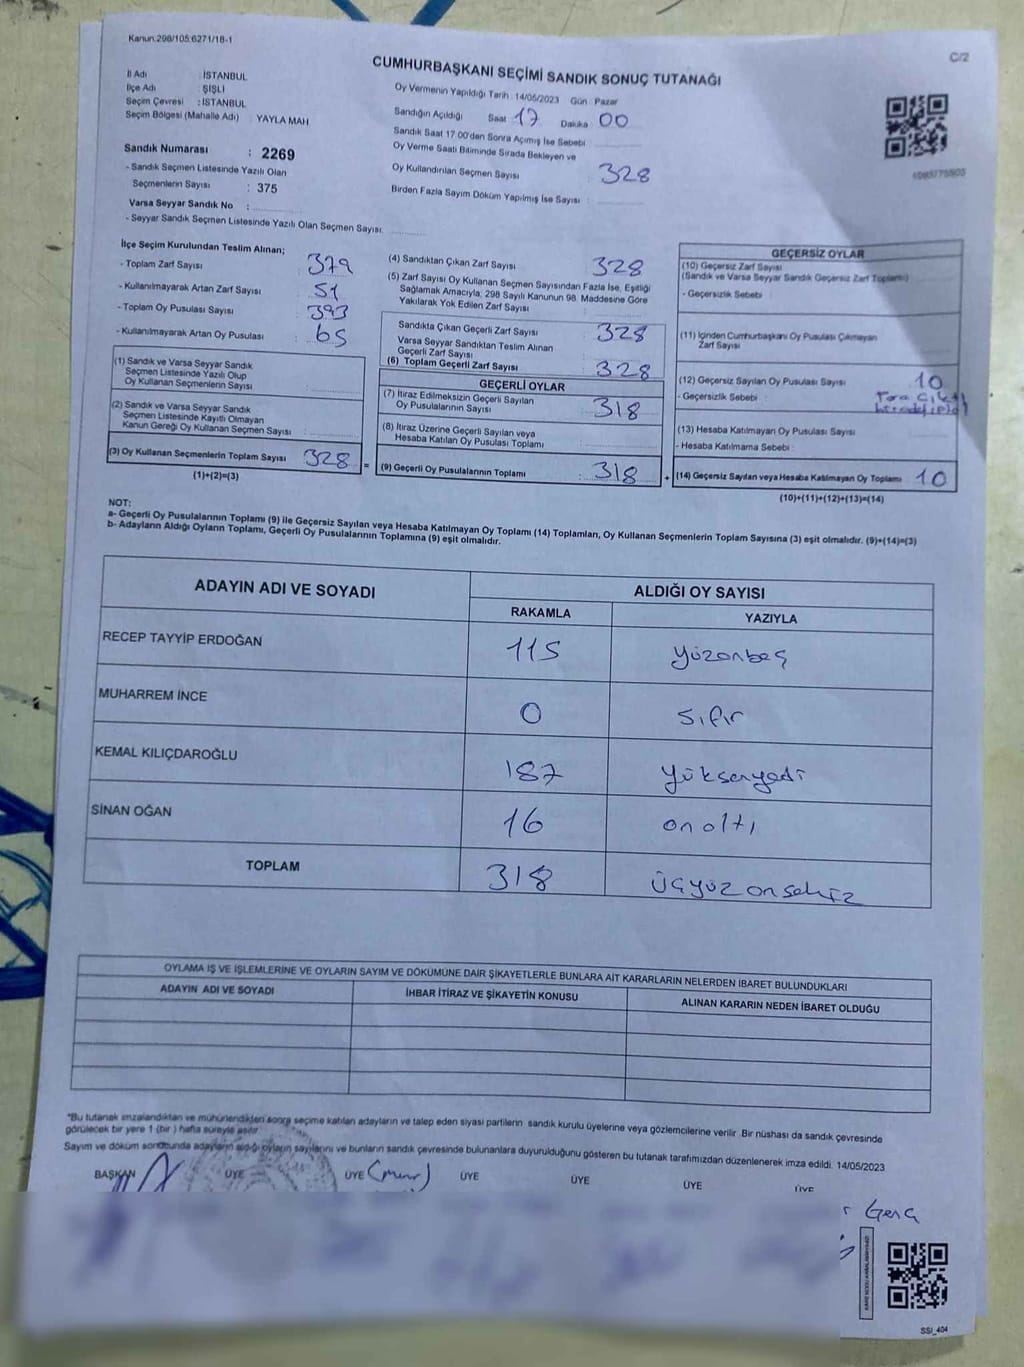 Kanun:298/105:6271/18-1
C/2
CUMHURBAŞKANI SEÇİMİ SANDIK SONUÇ TUTANAĞI
İl Adı : İSTANBUL
İlçe Adı : ŞİŞLİ
Seçim Çevresi : İSTANBUL
Seçim Bölgesi (Mahalle Adı) YAYLA MAH
Sandık Numarası : 2269
- Sandık Seçmen Listesinde Yazılı Olan
Seçmenlerin Sayısı : 375
Varsa Seyyar Sandık No :
- Seyyar Sandık Seçmen Listesinde Yazılı Olan Seçmen Sayısı:
Oy Vermenin Yapıldığı Tarih : 14/05/2023 Gün : Pazar
Sandığın Açıldığı Saat 17 Dakika 00
Sandık Saat 17.00'den Sonra Açılmış İse Sebebi :
Oy Verme Saati Bitiminde Sırada Bekleyen ve
Oy Kullandırılan Seçmen Sayısı : 328
Birden Fazla Sayım Döküm Yapılmış İse Sayısı :
İlçe Seçim Kurulundan Teslim Alınan;
- Toplam Zarf Sayısı : 379
- Kullanılmayarak Artan Zarf Sayısı : 51
- Toplam Oy Pusulası Sayısı : 393
- Kullanılmayarak Artan Oy Pusulası : 65
(1) Sandık ve Varsa Seyyar Sandık
Seçmen Listesinde Yazılı Olup
Oy Kullanan Seçmenlerin Sayısı :
(2) Sandık ve Varsa Seyyar Sandık
Seçmen Listesinde Kayıtlı Olmayan
Kanun Gereği Oy Kullanan Seçmen Sayısı :
(3) Oy Kullanan Seçmenlerin Toplam Sayısı : 328 =
(1)+(2)=(3)
(4) Sandıktan Çıkan Zarf Sayısı : 328
(5) Zarf Sayısı Oy Kullanan Seçmen Sayısından Fazla İse, Eşitliği
Sağlamak Amacıyla, 298 Sayılı Kanunun 98. Maddesine Göre
Yakılarak Yok Edilen Zarf Sayısı :
Sandıkta Çıkan Geçerli Zarf Sayısı : 328
Varsa Seyyar Sandıktan Teslim Alınan
Geçerli Zarf Sayısı :
(6) Toplam Geçerli Zarf Sayısı : 328
GEÇERLİ OYLAR
(7) İtiraz Edilmeksizin Geçerli Sayılan
Oy Pusulalarının Sayısı : 318
(8) İtiraz Üzerine Geçerli Sayılan veya
Hesaba Katılan Oy Pusulası Toplamı :
(9) Geçerli Oy Pusulalarının Toplamı : 318 +
GEÇERSİZ OYLAR
(10) Geçersiz Zarf Sayısı
(Sandık ve Varsa Seyyar Sandık Geçersiz Zarf Toplamı) :
- Geçersizlik Sebebi :
(11) İçinden Cumhurbaşkanı Oy Pusulası Çıkmayan
Zarf Sayısı
(12) Geçersiz Sayılan Oy Pusulası Sayısı : 10
- Geçersizlik Sebebi :
(13) Hesaba Katılmayan Oy Pusulası Sayısı :
- Hesaba Katılmama Sebebi :
(14) Geçersiz Sayılan veya Hesaba Katılmayan Oy Toplamı : 10
(10)+(11)+(12)+(13)=(14)
NOT:
a- Geçerli Oy Pusulalarının Toplamı (9) ile Geçersiz Sayılan veya Hesaba Katılmayan Oy Toplamı (14) Toplamları, Oy Kullanan Seçmenlerin Toplam Sayısına (3) eşit olmalıdır. (9)+(14)=(3)
b- Adayların Aldığı Oyların Toplamı, Geçerli Oy Pusulalarının Toplamına (9) eşit olmalıdır.
ADAYIN ADI VE SOYADI ALDIĞI OY SAYISI
RAKAMLA YAZIYLA
RECEP TAYYİP ERDOĞAN 115 yüzonbeş
MUHARREM İNCE 0 sıfır
KEMAL KILIÇDAROĞLU 187 yükseryedi
SİNAN OĞAN 16 onaltı
TOPLAM 318 üçyüzonsekiz
OYLAMA İŞ VE İŞLEMLERİNE VE OYLARIN SAYIM VE DÖKÜMÜNE DAİR ŞİKAYETLERLE BUNLARA AİT KARARLARIN NELERDEN İBARET BULUNDUKLARI
ADAYIN ADI VE SOYADI İHBAR İTİRAZ VE ŞİKAYETİN KONUSU ALINAN KARARIN NEDEN İBARET OLDUĞU
*Bu tutanak imzalandıktan ve mühürlendikten sonra seçime katılan adayların ve talep eden siyasi partilerin sandık kurulu üyelerine veya gözlemcilerine verilir. Bir nüshası da sandık çevresinde
görülecek bir yere 1 (bir) hafta süreyle asılır.
Sayım ve döküm sonucunda adayların aldığı oyların sayılarını ve bunların sandık çevresinde bulunanlara duyurulduğunu gösteren bu tutanak tarafımızdan düzenlenerek imza edildi. 14/05/2023
BAŞKAN ÜYE ÜYE ÜYE ÜYE ÜYE ÜYE
Genç
SSI_404